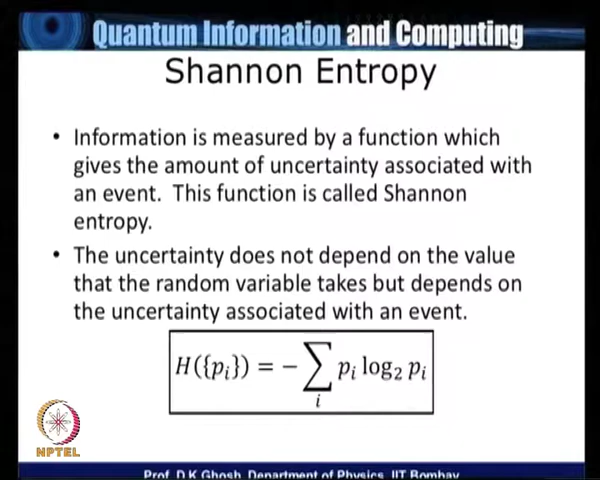 Quantum Information and Computing
Shannon Entropy
• Information is measured by a function which
gives the amount of uncertainty associated with
an event. This function is called Shannon
entropy.
• The uncertainty does not depend on the value
that the random variable takes but depends on
the uncertainty associated with an event.
H({pᵢ}) = − ∑ᵢ pᵢ log₂ pᵢ
NPTEL
Prof. D K Ghosh, Department of Physics, IIT Bombay